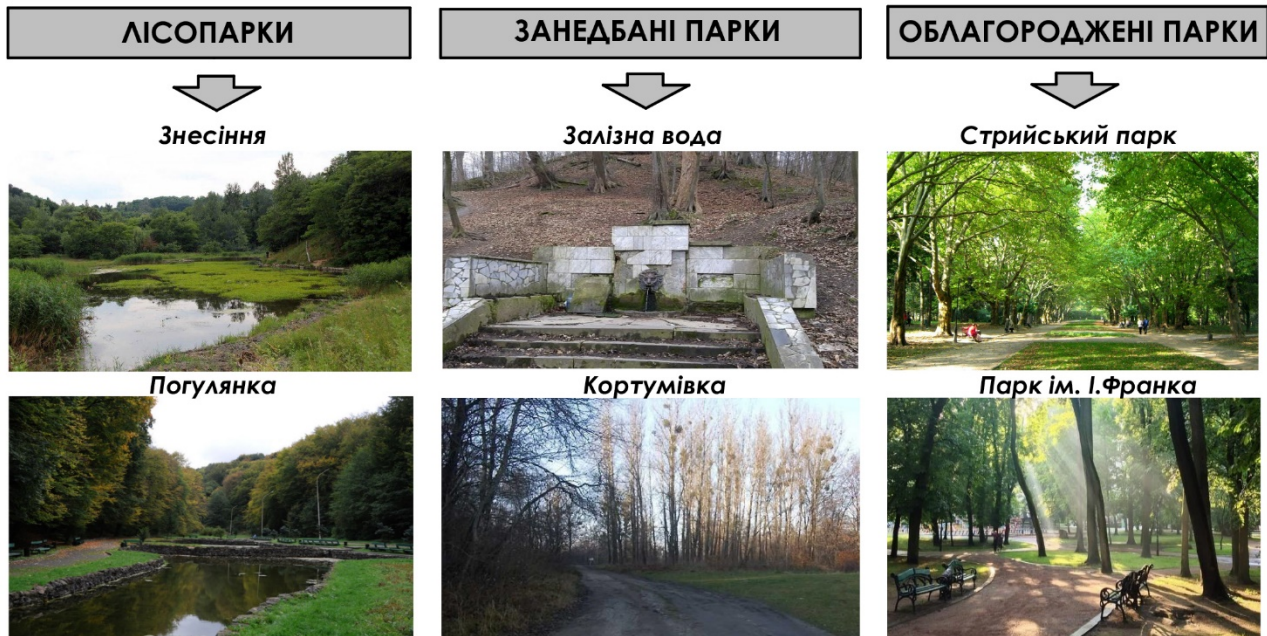 ЛІСОПАРКИ
ЗАНЕДБАНІ ПАРКИ
ОБЛАГОРОДЖЕНІ ПАРКИ
Знесіння
Залізна вода
Стрийський парк
Погулянка
Кортумівка
Парк ім. І.Франка